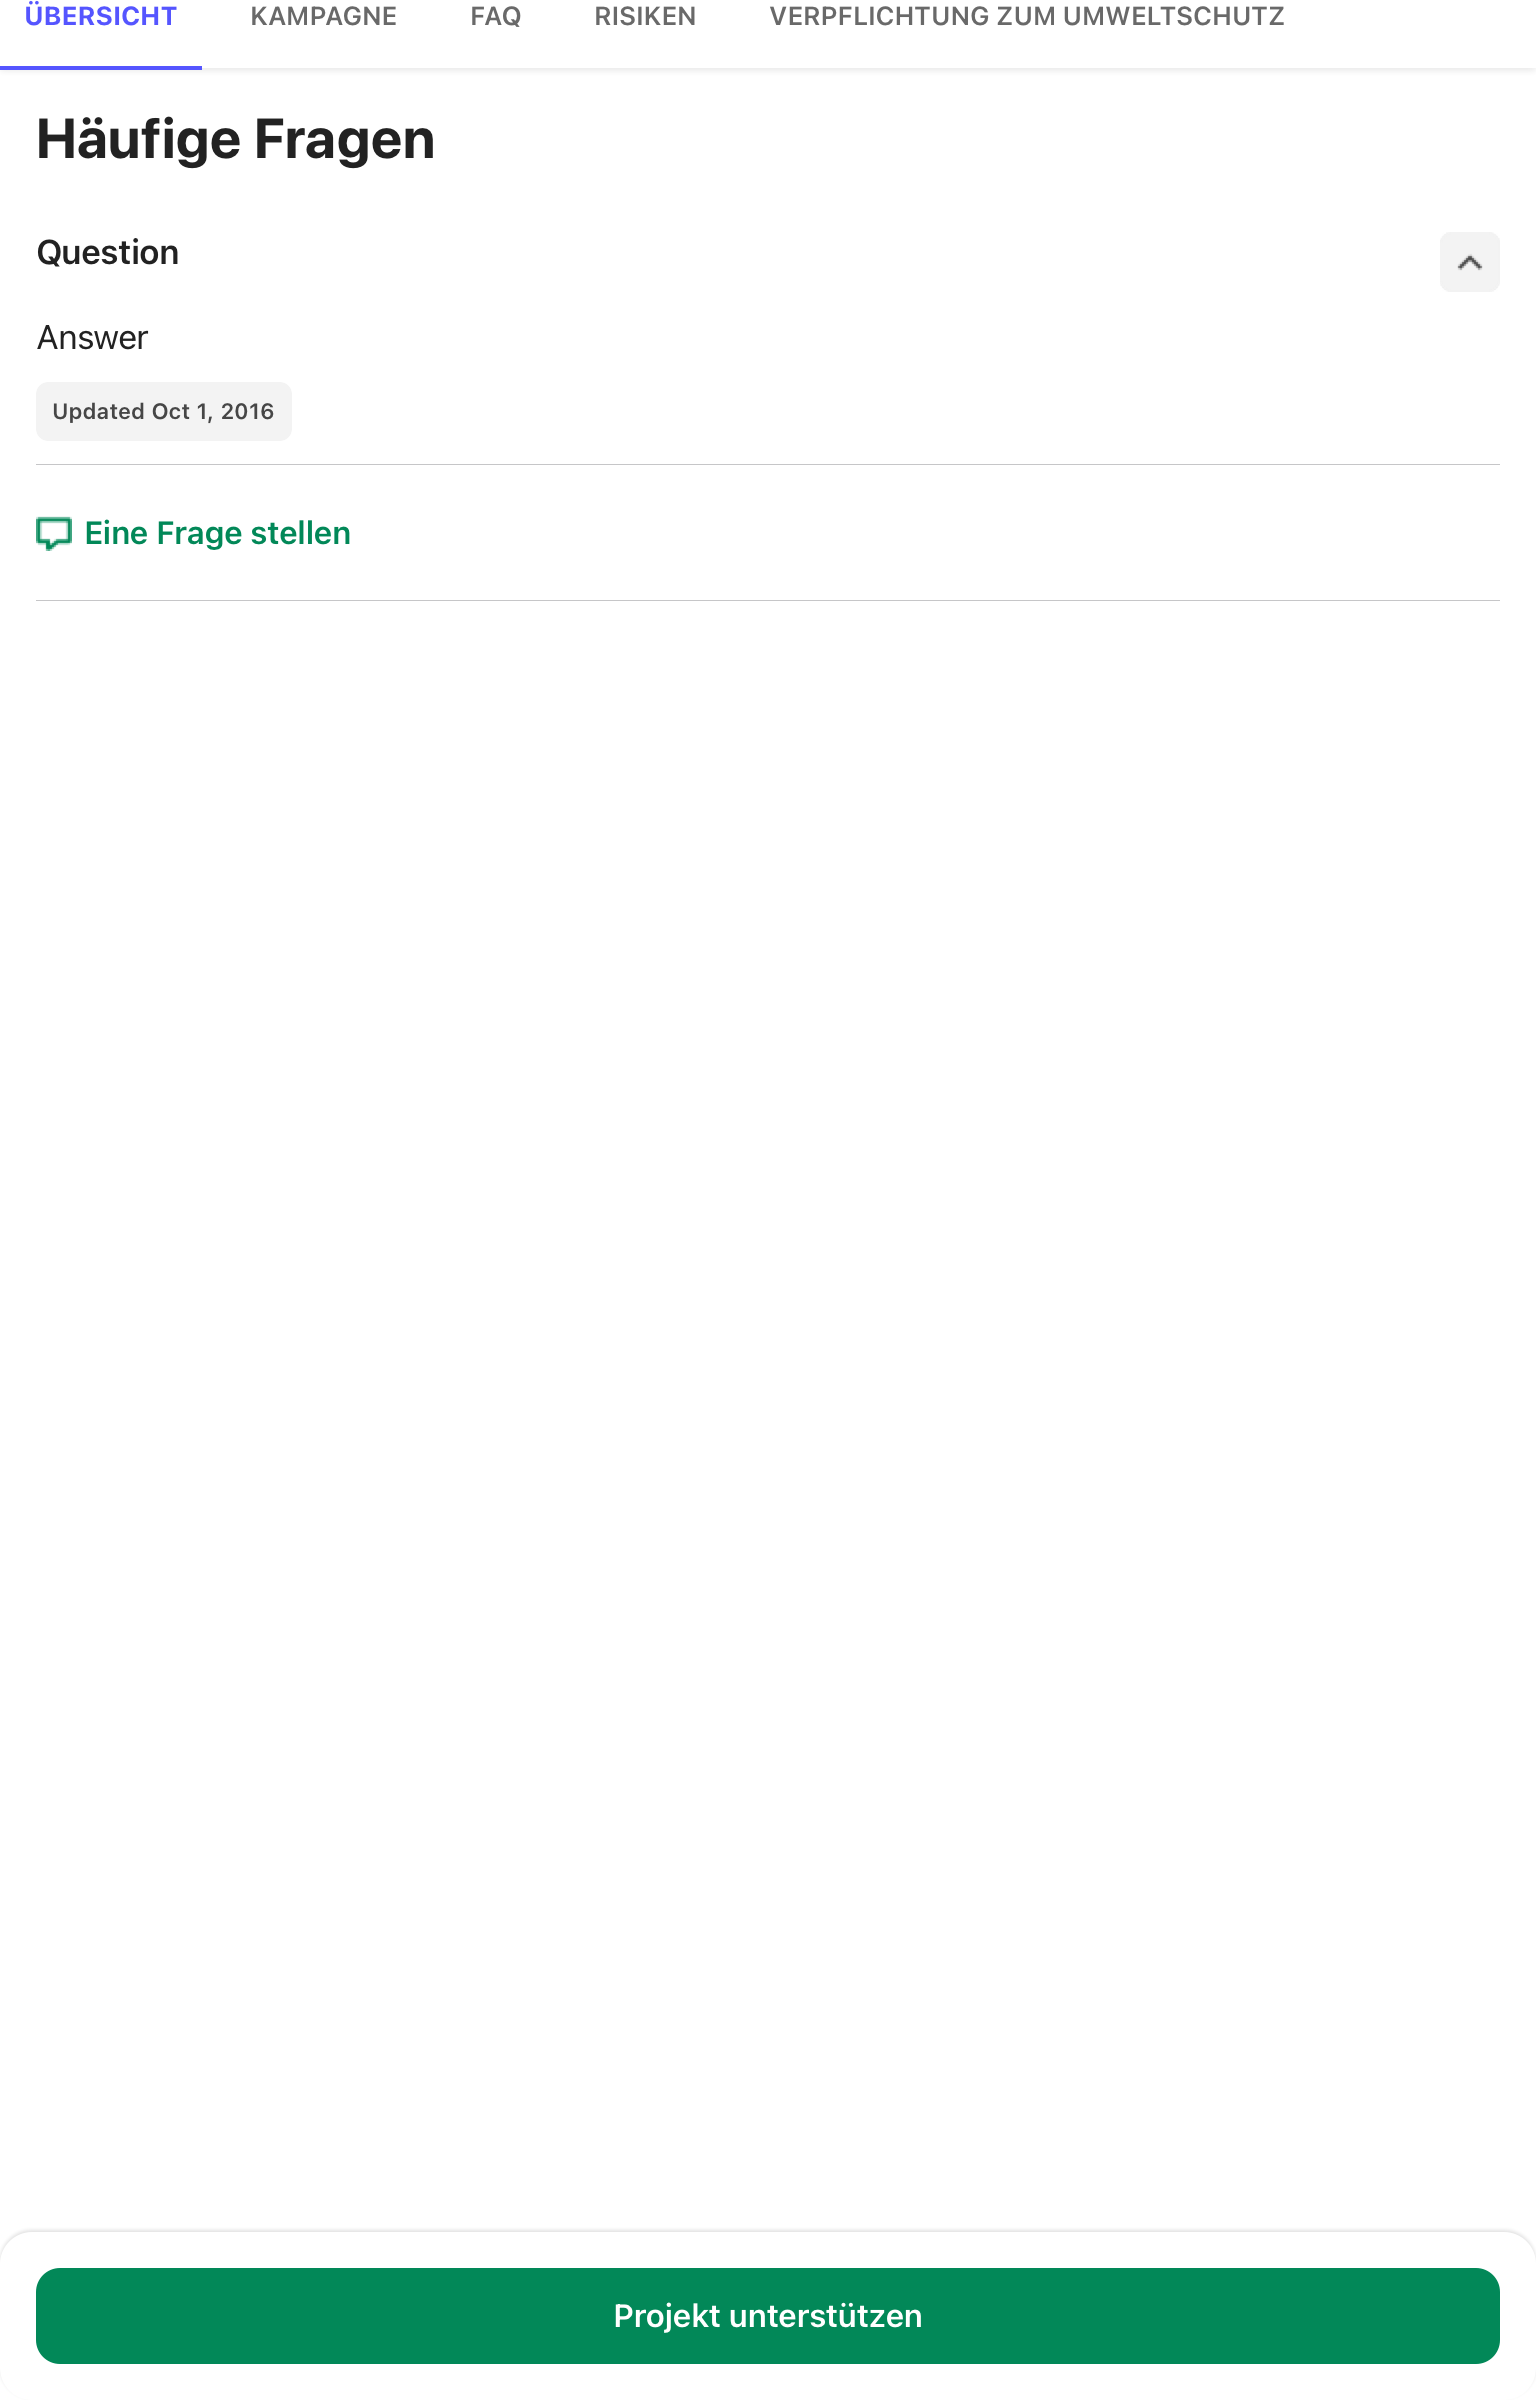 ÜBERSICHT KAMPAGNE FAQ RISIKEN VERPFLICHTUNG ZUM UMWELTSCHUTZ
Häufige Fragen
Question
Answer
Updated Oct 1, 2016
Eine Frage stellen
Projekt unterstützen